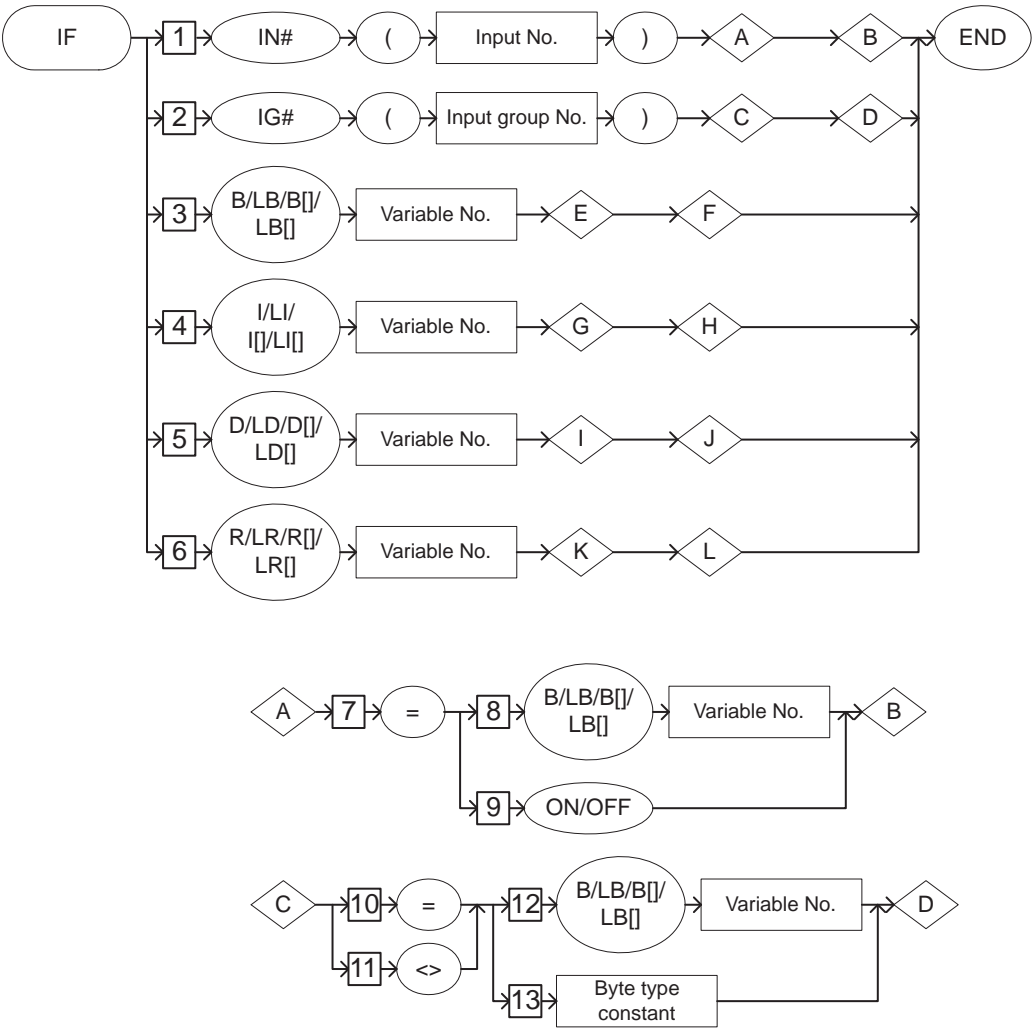 IF 1 IN# ( Input No. ) A B END
2 IG# ( Input group No. ) C D
3 B/LB/B[]/
LB[] Variable No. E F
4 I/LI/
I[]/LI[] Variable No. G H
5 D/LD/D[]/
LD[] Variable No. I J
6 R/LR/R[]/
LR[] Variable No. K L
A 7 = 8 B/LB/B[]/
LB[] Variable No. B
9 ON/OFF
C 10 = 12 B/LB/B[]/
LB[] Variable No. D
11 <>
13 Byte type
constant